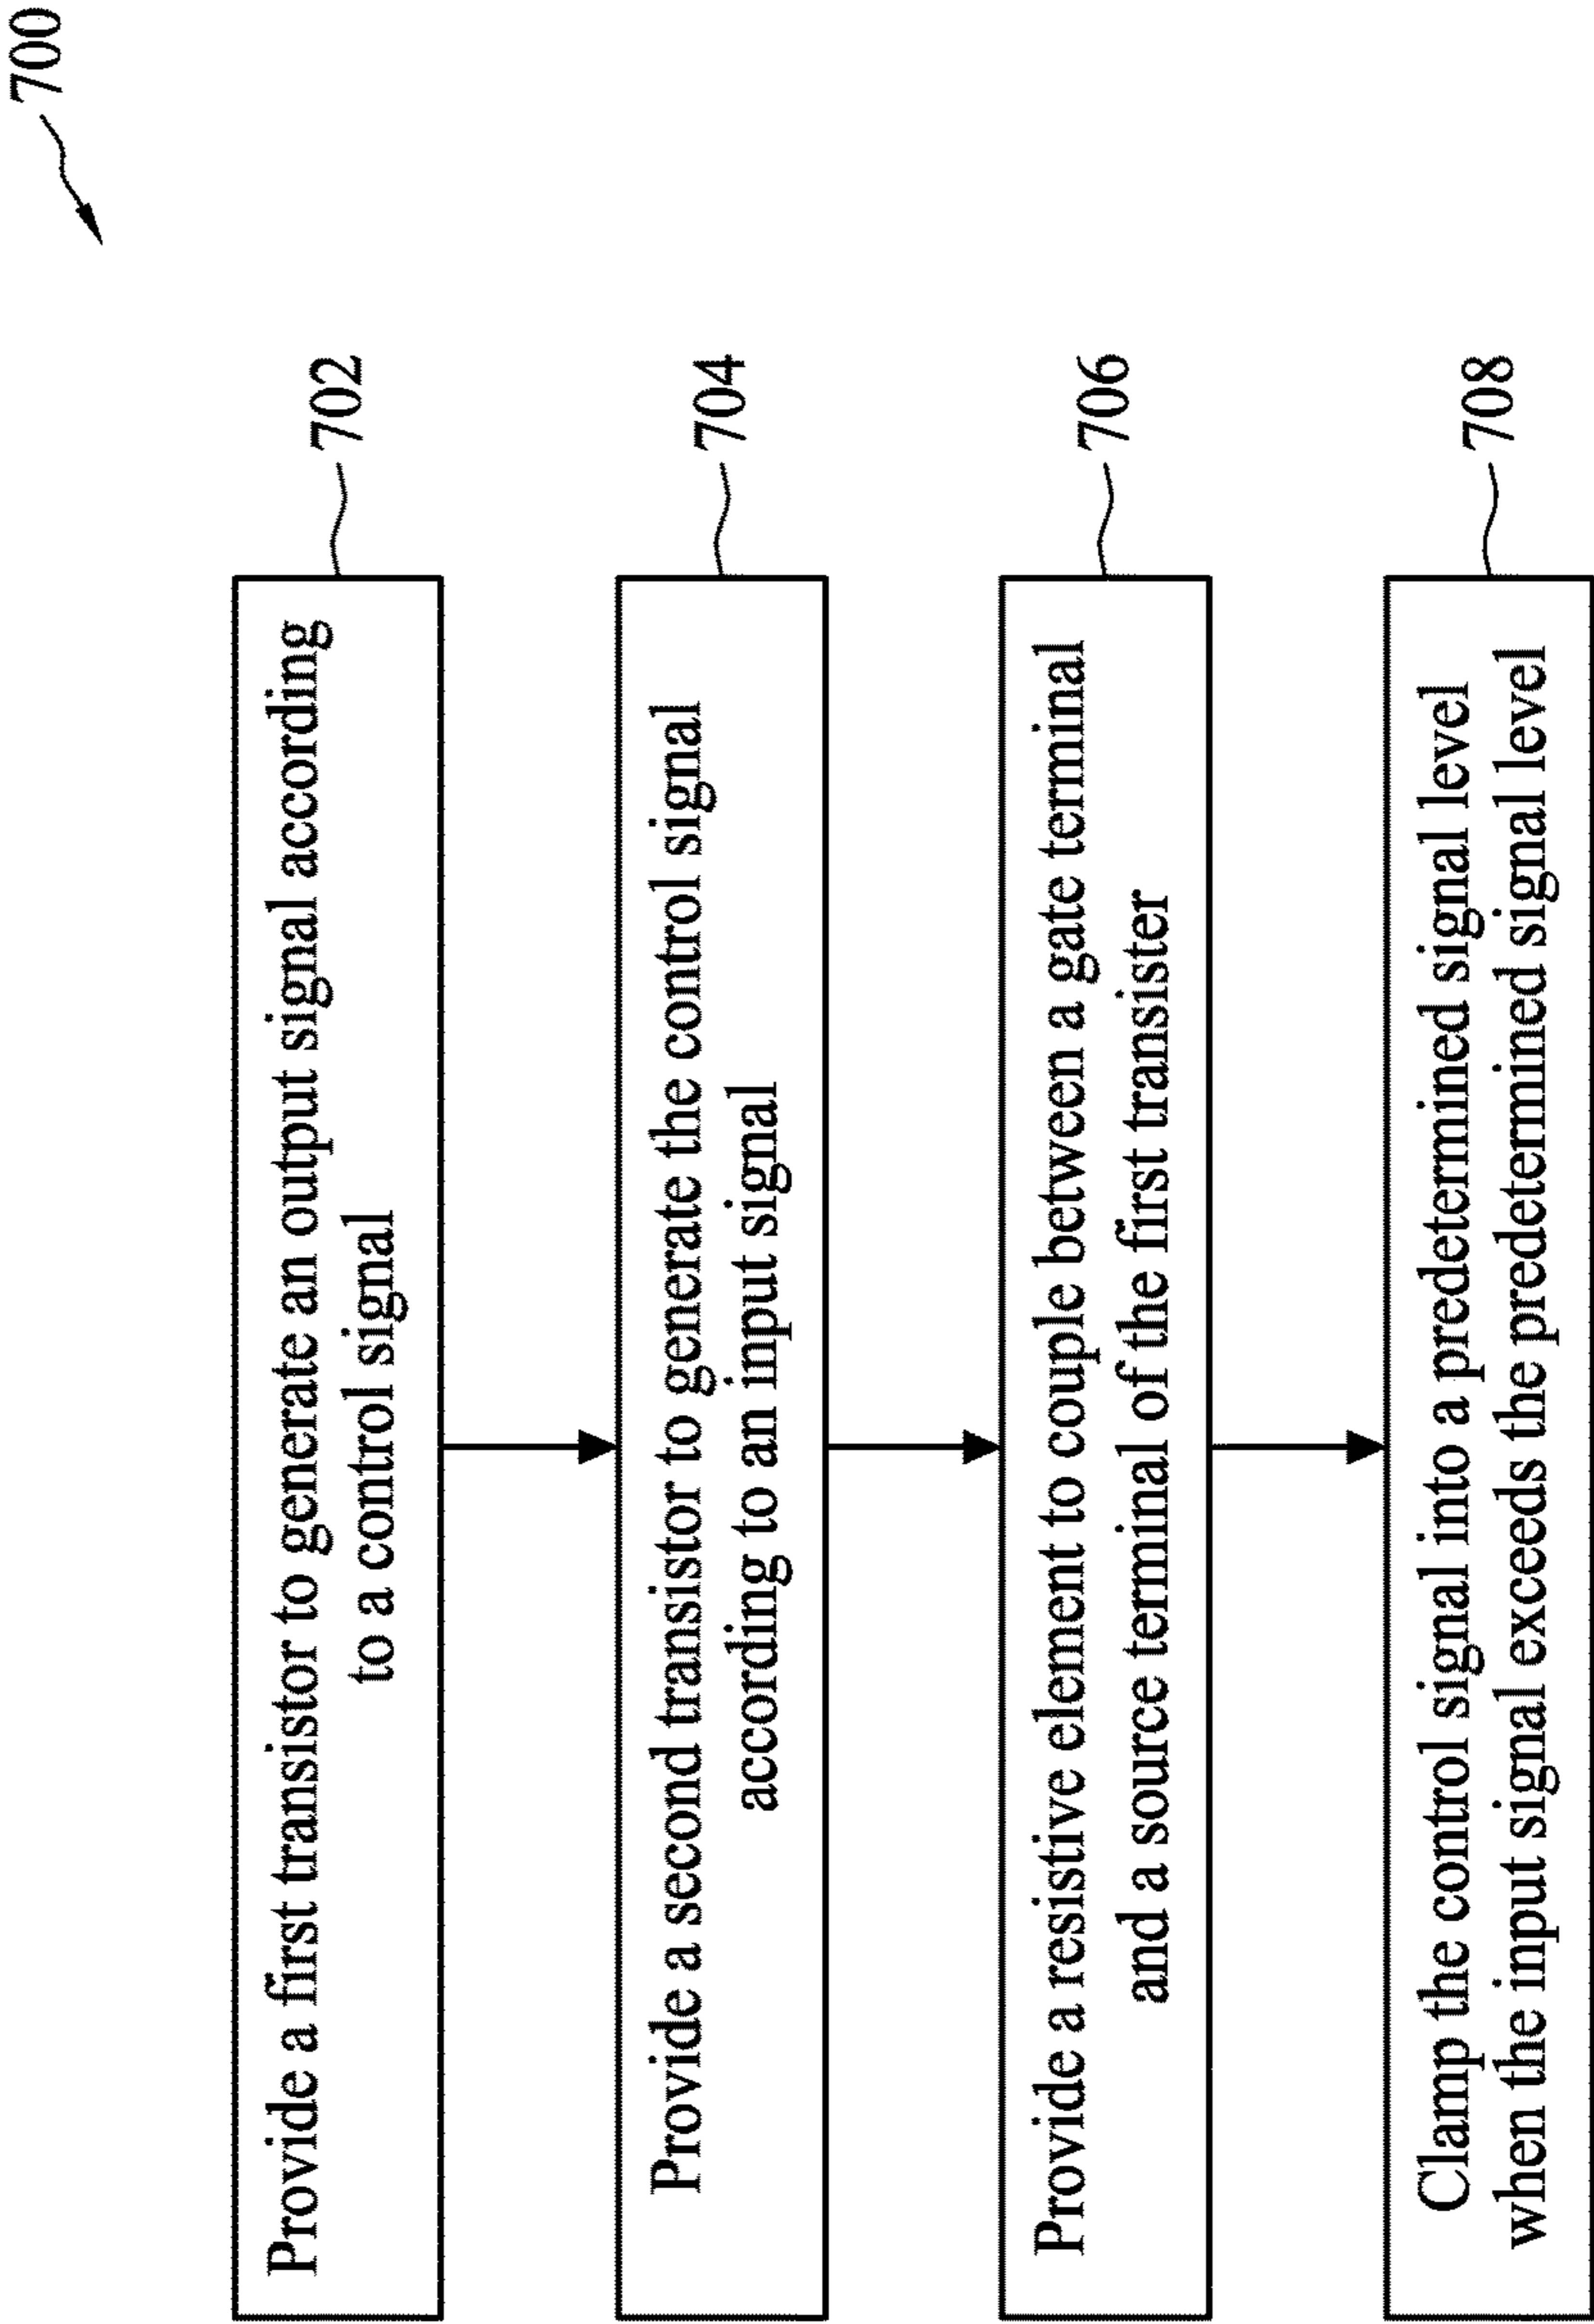 700
Provide a first transistor to generate an output signal according
to a control signal
702
Provide a second transistor to generate the control signal
according to an input signal
704
Provide a resistive element to couple between a gate terminal
and a source terminal of the first transister
706
Clamp the control signal into a predetermined signal level
when the input signal exceeds the predetermined signal level
708